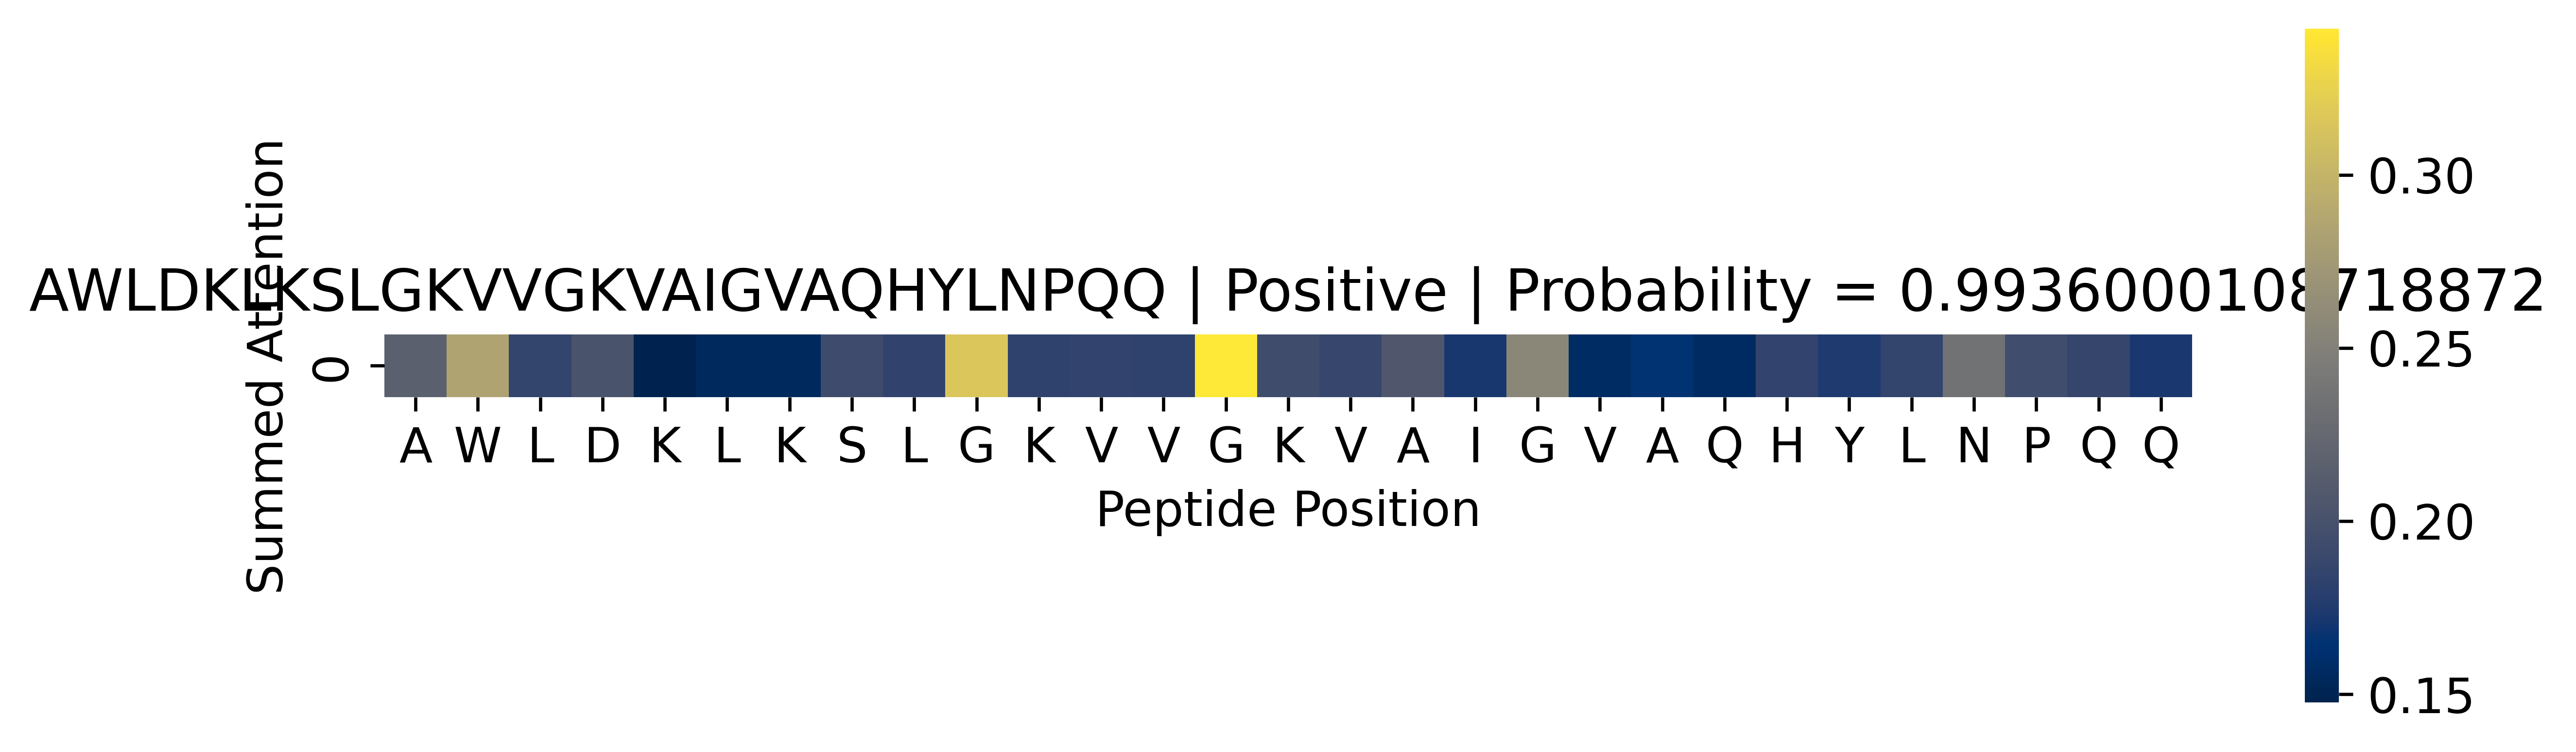 AWLDKLKSLGKVVGKVAIGVAQHYLNPQQ | Positive | Probability = 0.9936000108718872
Summed Attention
0
A W L D K L K S L G K V V G K V A I G V A Q H Y L N P Q Q
Peptide Position
0.30
0.25
0.20
0.15